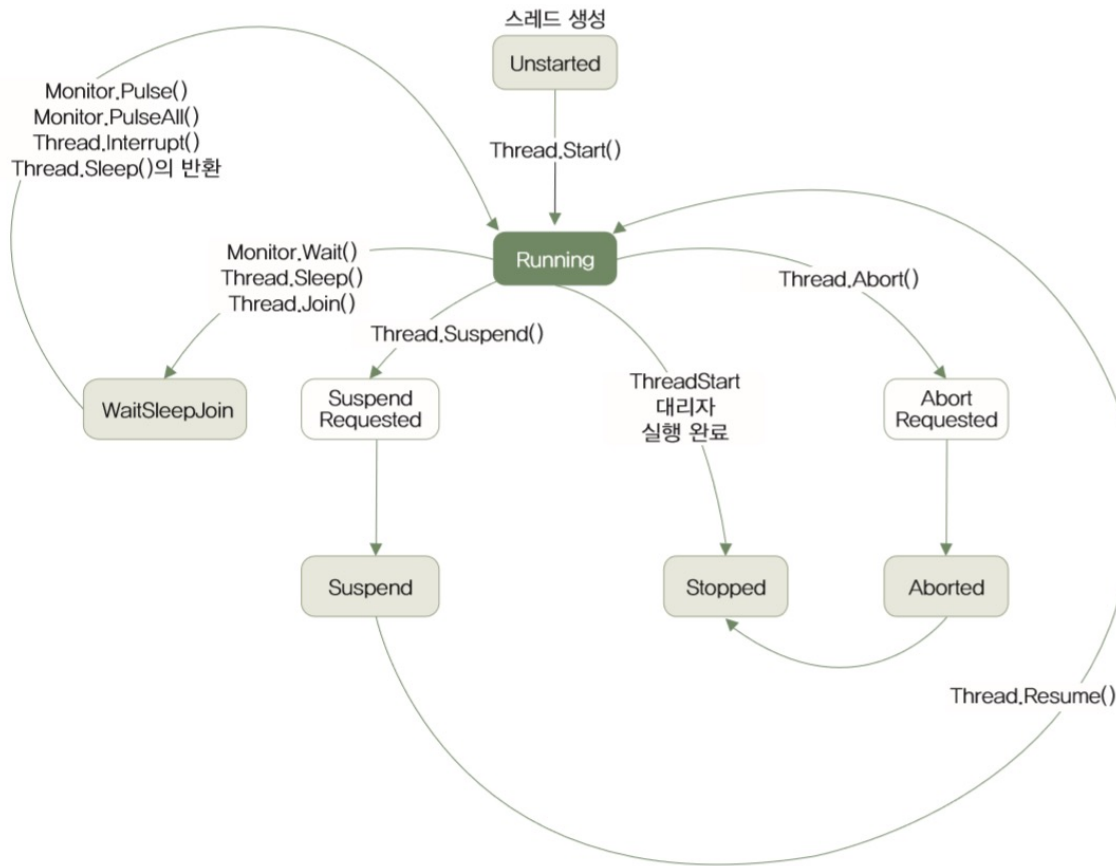 스레드 생성
Unstarted
Monitor.Pulse()
Monitor.PulseAll()
Thread.Interrupt()
Thread.Sleep()의 반환
Thread.Start()
Running
Monitor.Wait()
Thread.Sleep()
Thread.Join()
Thread.Abort()
Thread.Suspend()
WaitSleepJoin
Suspend
Requested
ThreadStart
대리자
실행 완료
Abort
Requested
Suspend
Stopped
Aborted
Thread.Resume()